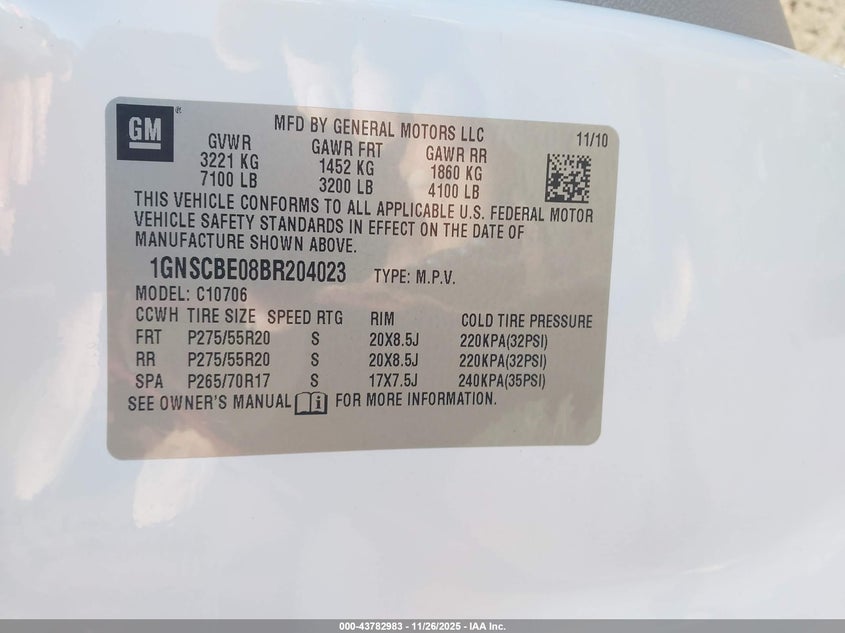 GM
MFD BY GENERAL MOTORS LLC 11/10
GVWR GAWR FRT GAWR RR
3221 KG 1452 KG 1860 KG
7100 LB 3200 LB 4100 LB
THIS VEHICLE CONFORMS TO ALL APPLICABLE U.S. FEDERAL MOTOR
VEHICLE SAFETY STANDARDS IN EFFECT ON THE DATE OF
MANUFACTURE SHOWN ABOVE.
1GNSCBE08BR204023 TYPE: M.P.V.
MODEL: C10706
CCWH TIRE SIZE SPEED RTG RIM COLD TIRE PRESSURE
FRT P275/55R20 S 20X8.5J 220KPA(32PSI)
RR P275/55R20 S 20X8.5J 220KPA(32PSI)
SPA P265/70R17 S 17X7.5J 240KPA(35PSI)
SEE OWNER'S MANUAL FOR MORE INFORMATION.
000-43782983 - 11/26/2025 - IAA Inc.